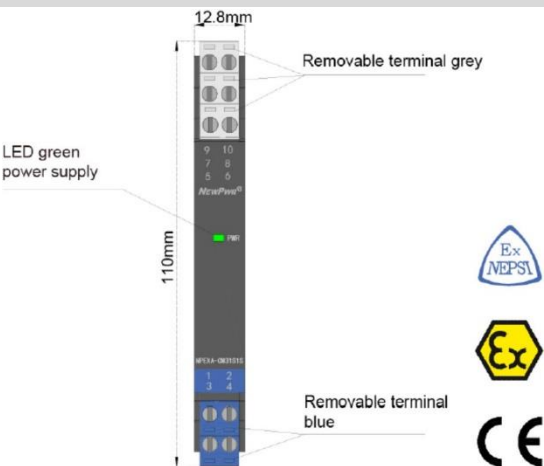 12.8mm
Removable terminal grey
LED green
power supply
9 10
7 8
5 6
NewPwr®
PWR
110mm
Ex
NEPSI
Ex
1 2
3 4
Removable terminal
blue
CE